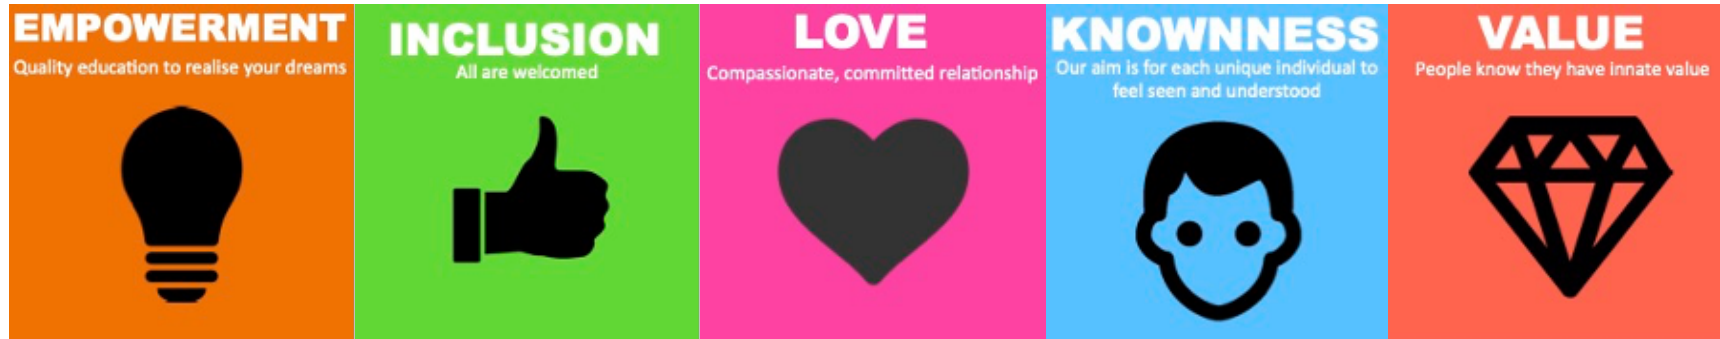 EMPOWERMENT
Quality education to realise your dreams
INCLUSION
All are welcomed
LOVE
Compassionate, committed relationship
KNOWNNESS
Our aim is for each unique individual to
feel seen and understood
VALUE
People know they have innate value